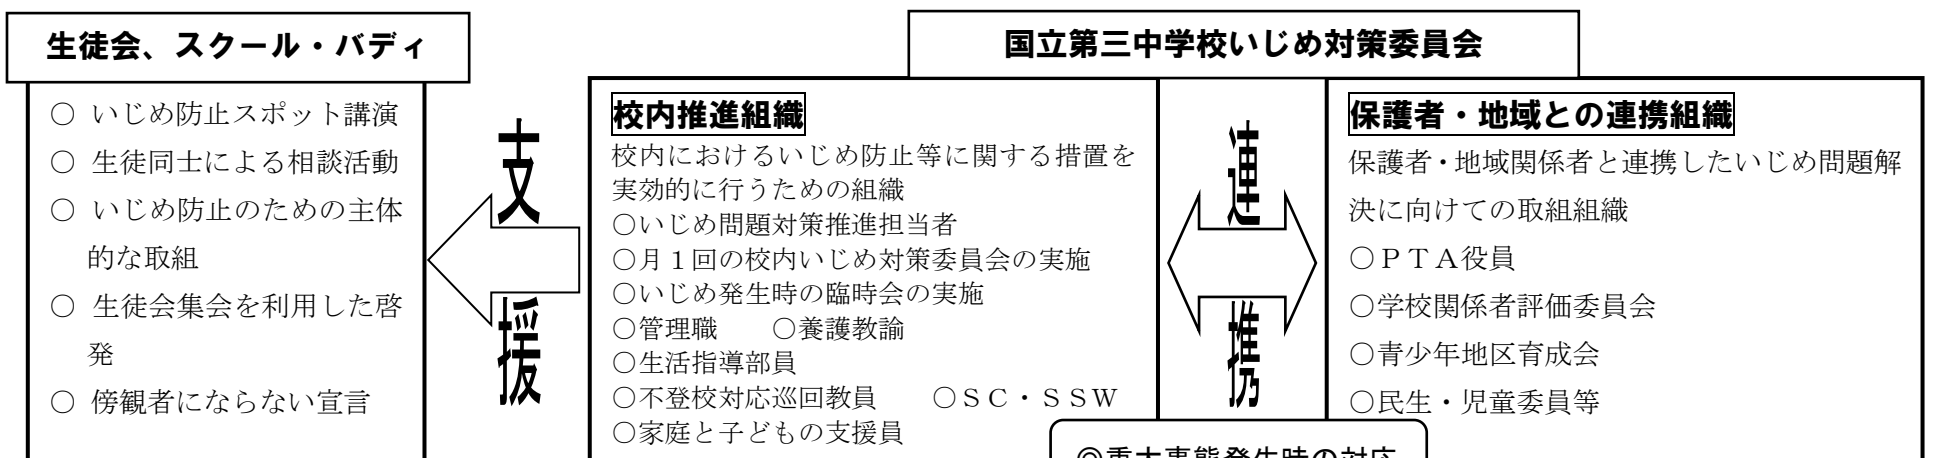 生徒会、スクール・バディ
○ いじめ防止スポット講演
○ 生徒同士による相談活動
○ いじめ防止のための主体
的な取組
○ 生徒会集会を利用した啓
発
○ 傍観者にならない宣言
支
援
国立第三中学校いじめ対策委員会
校内推進組織
校内におけるいじめ防止等に関する措置を
実効的に行うための組織
○いじめ問題対策推進担当者
○月１回の校内いじめ対策委員会の実施
○いじめ発生時の臨時会の実施
○管理職　　○養護教諭
○生活指導部員
○不登校対応巡回教員　　○ＳＣ・ＳＳＷ
○家庭と子どもの支援員
連
携
保護者・地域との連携組織
保護者・地域関係者と連携したいじめ問題解
決に向けての取組組織
○ＰＴＡ役員
○学校関係者評価委員会
○青少年地区育成会
○民生・児童委員等
◎重大事態発生時の対応